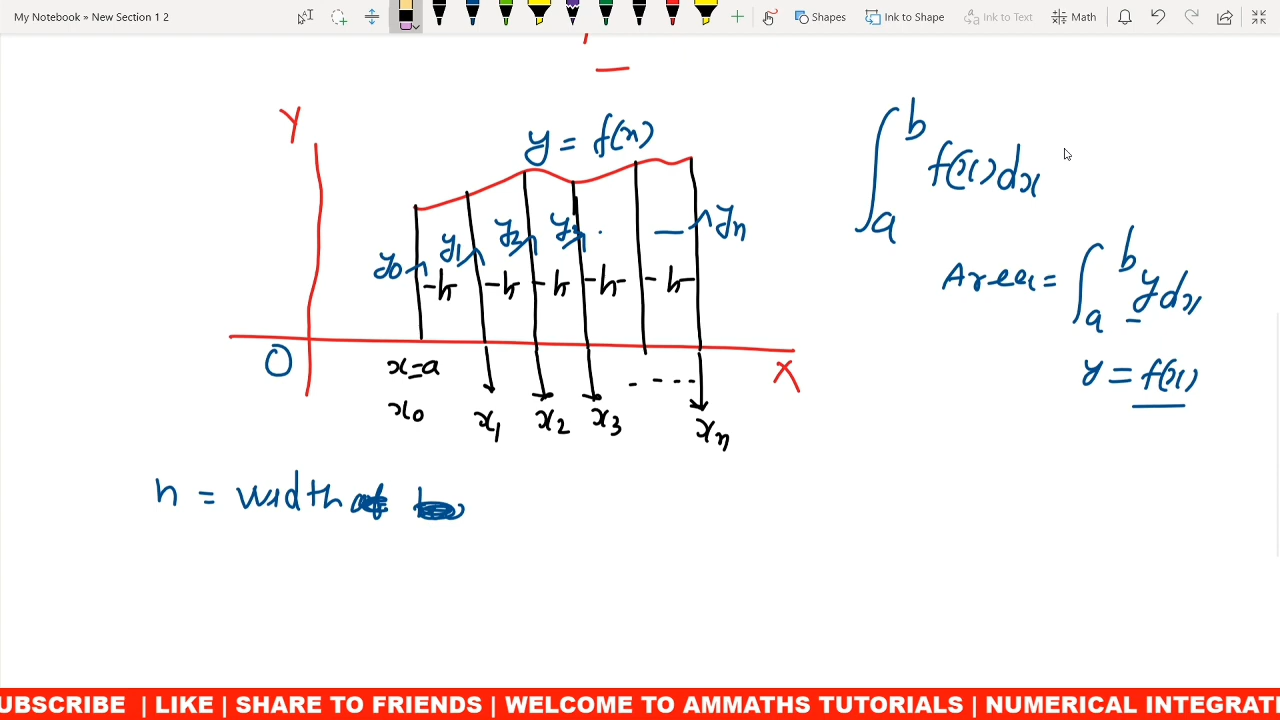 My Notebook » New Section 1 2
Shapes Ink to Shape Ink to Text Math
Y
y = f(x)
∫_a^b f(x)dx
y0 y1 y2 y3 . _ yn
h h h h h
Area = ∫_a^b y dx
y = f(x)
O x=a X
x0 x1 x2 x3 - - - - - xn
h = width
UBSCRIBE | LIKE | SHARE TO FRIENDS | WELCOME TO AMMATHS TUTORIALS | NUMERICAL INTEGRAT